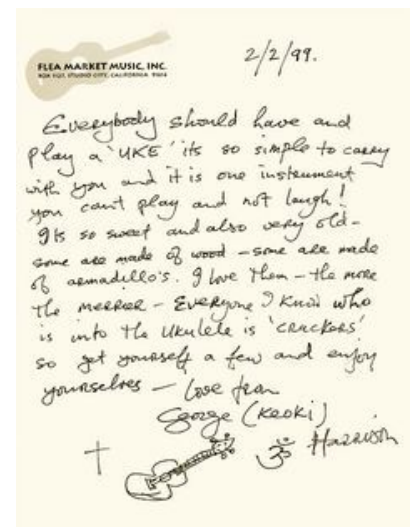 FLEA MARKET MUSIC, INC.
BOX 1127, STUDIO CITY, CALIFORNIA 91614
2/2/99.
Everybody should have and
play a 'UKE' its so simple to carry
with you and it is one instrument
you can't play and not laugh!
Its so sweet and also very old-
some are made of wood - some are made
of armadillo's. I love them - the more
the merrier - Everyone I know who
is into the ukulele is 'crackers'
so get yourself a few and enjoy
yourselves - Love from
George (Keoki)
ॐ Harrison